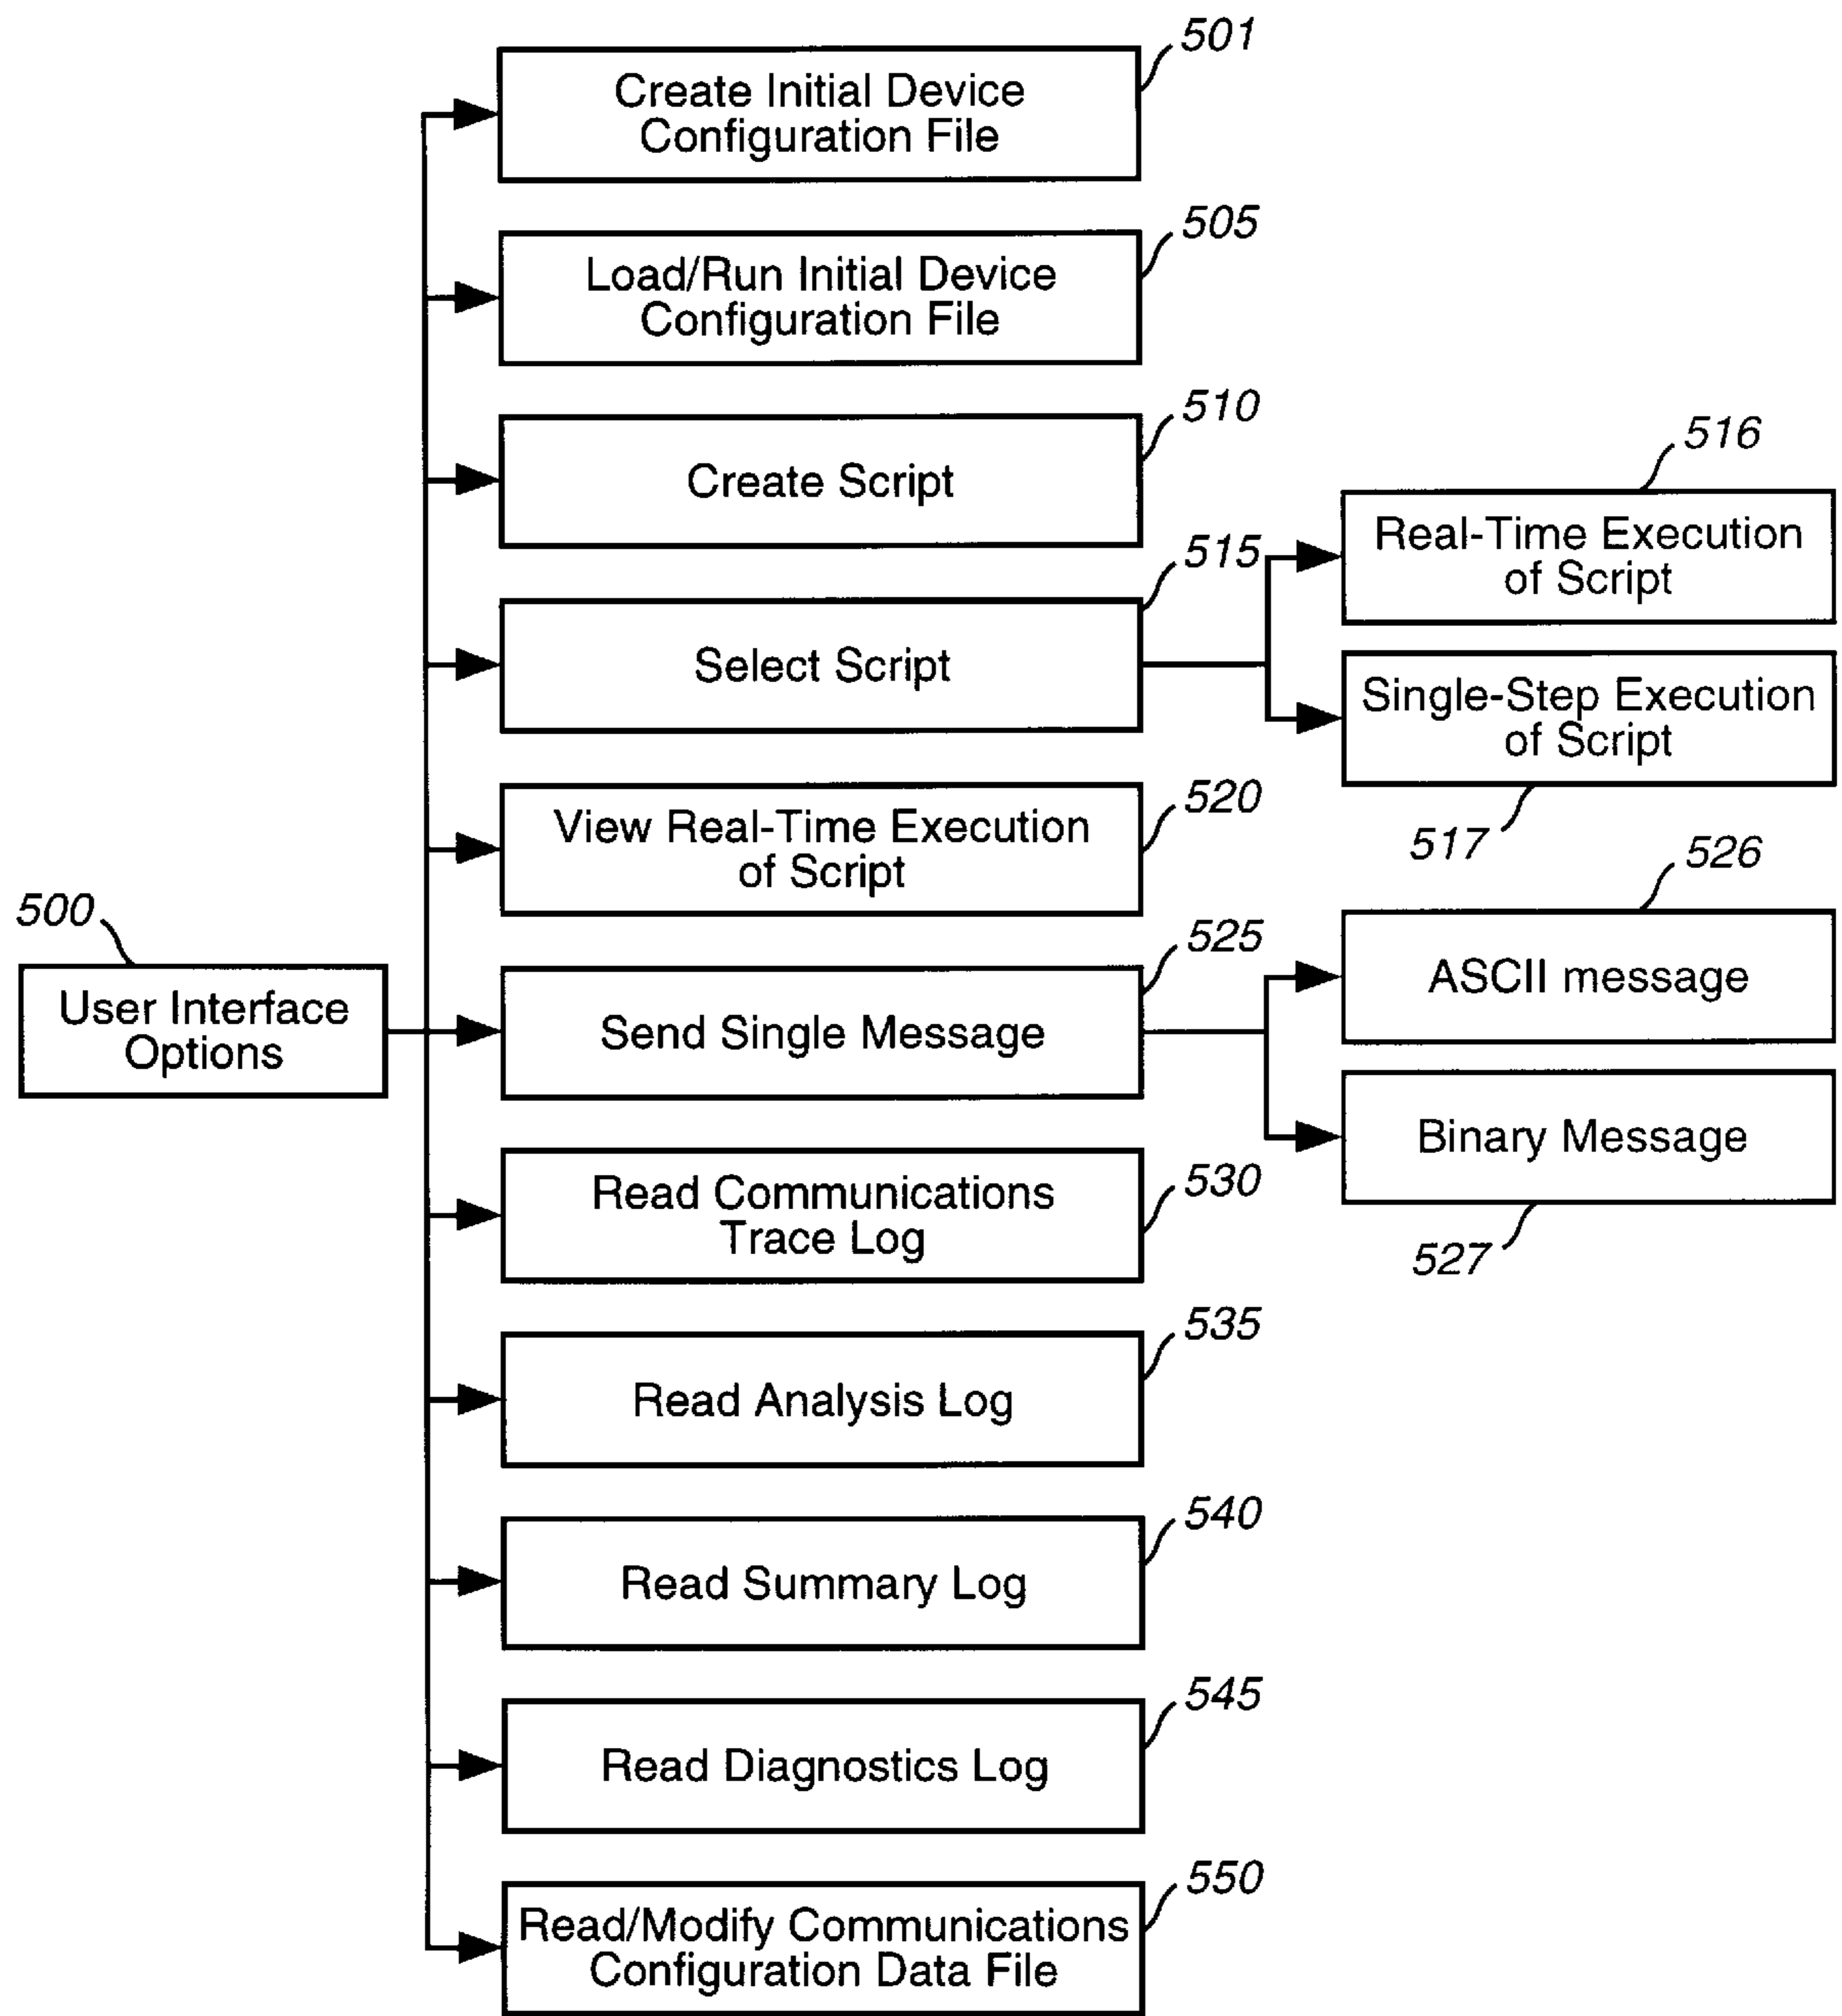 501
Create Initial Device
Configuration File
505
Load/Run Initial Device
Configuration File
510
Create Script
515
Select Script
516
Real-Time Execution
of Script
Single-Step Execution
of Script
517
520
View Real-Time Execution
of Script
500
User Interface
Options
525
Send Single Message
526
ASCII message
Binary Message
527
530
Read Communications
Trace Log
535
Read Analysis Log
540
Read Summary Log
545
Read Diagnostics Log
550
Read/Modify Communications
Configuration Data File